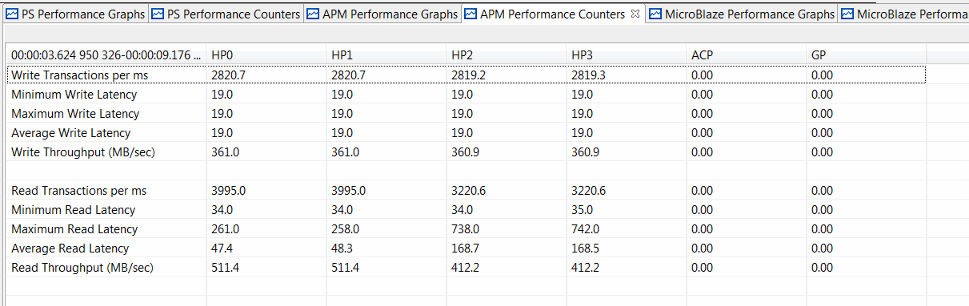 PS Performance Graphs PS Performance Counters APM Performance Graphs APM Performance Counters MicroBlaze Performance Graphs MicroBlaze Performa
00:00:03.624 950 326-00:00:09.176 ... HP0 HP1 HP2 HP3 ACP GP
Write Transactions per ms 2820.7 2820.7 2819.2 2819.3 0.00 0.00
Minimum Write Latency 19.0 19.0 19.0 19.0 0.00 0.00
Maximum Write Latency 19.0 19.0 19.0 19.0 0.00 0.00
Average Write Latency 19.0 19.0 19.0 19.0 0.00 0.00
Write Throughput (MB/sec) 361.0 361.0 360.9 360.9 0.00 0.00
Read Transactions per ms 3995.0 3995.0 3220.6 3220.6 0.00 0.00
Minimum Read Latency 34.0 34.0 34.0 35.0 0.00 0.00
Maximum Read Latency 261.0 258.0 738.0 742.0 0.00 0.00
Average Read Latency 47.4 48.3 168.7 168.5 0.00 0.00
Read Throughput (MB/sec) 511.4 511.4 412.2 412.2 0.00 0.00